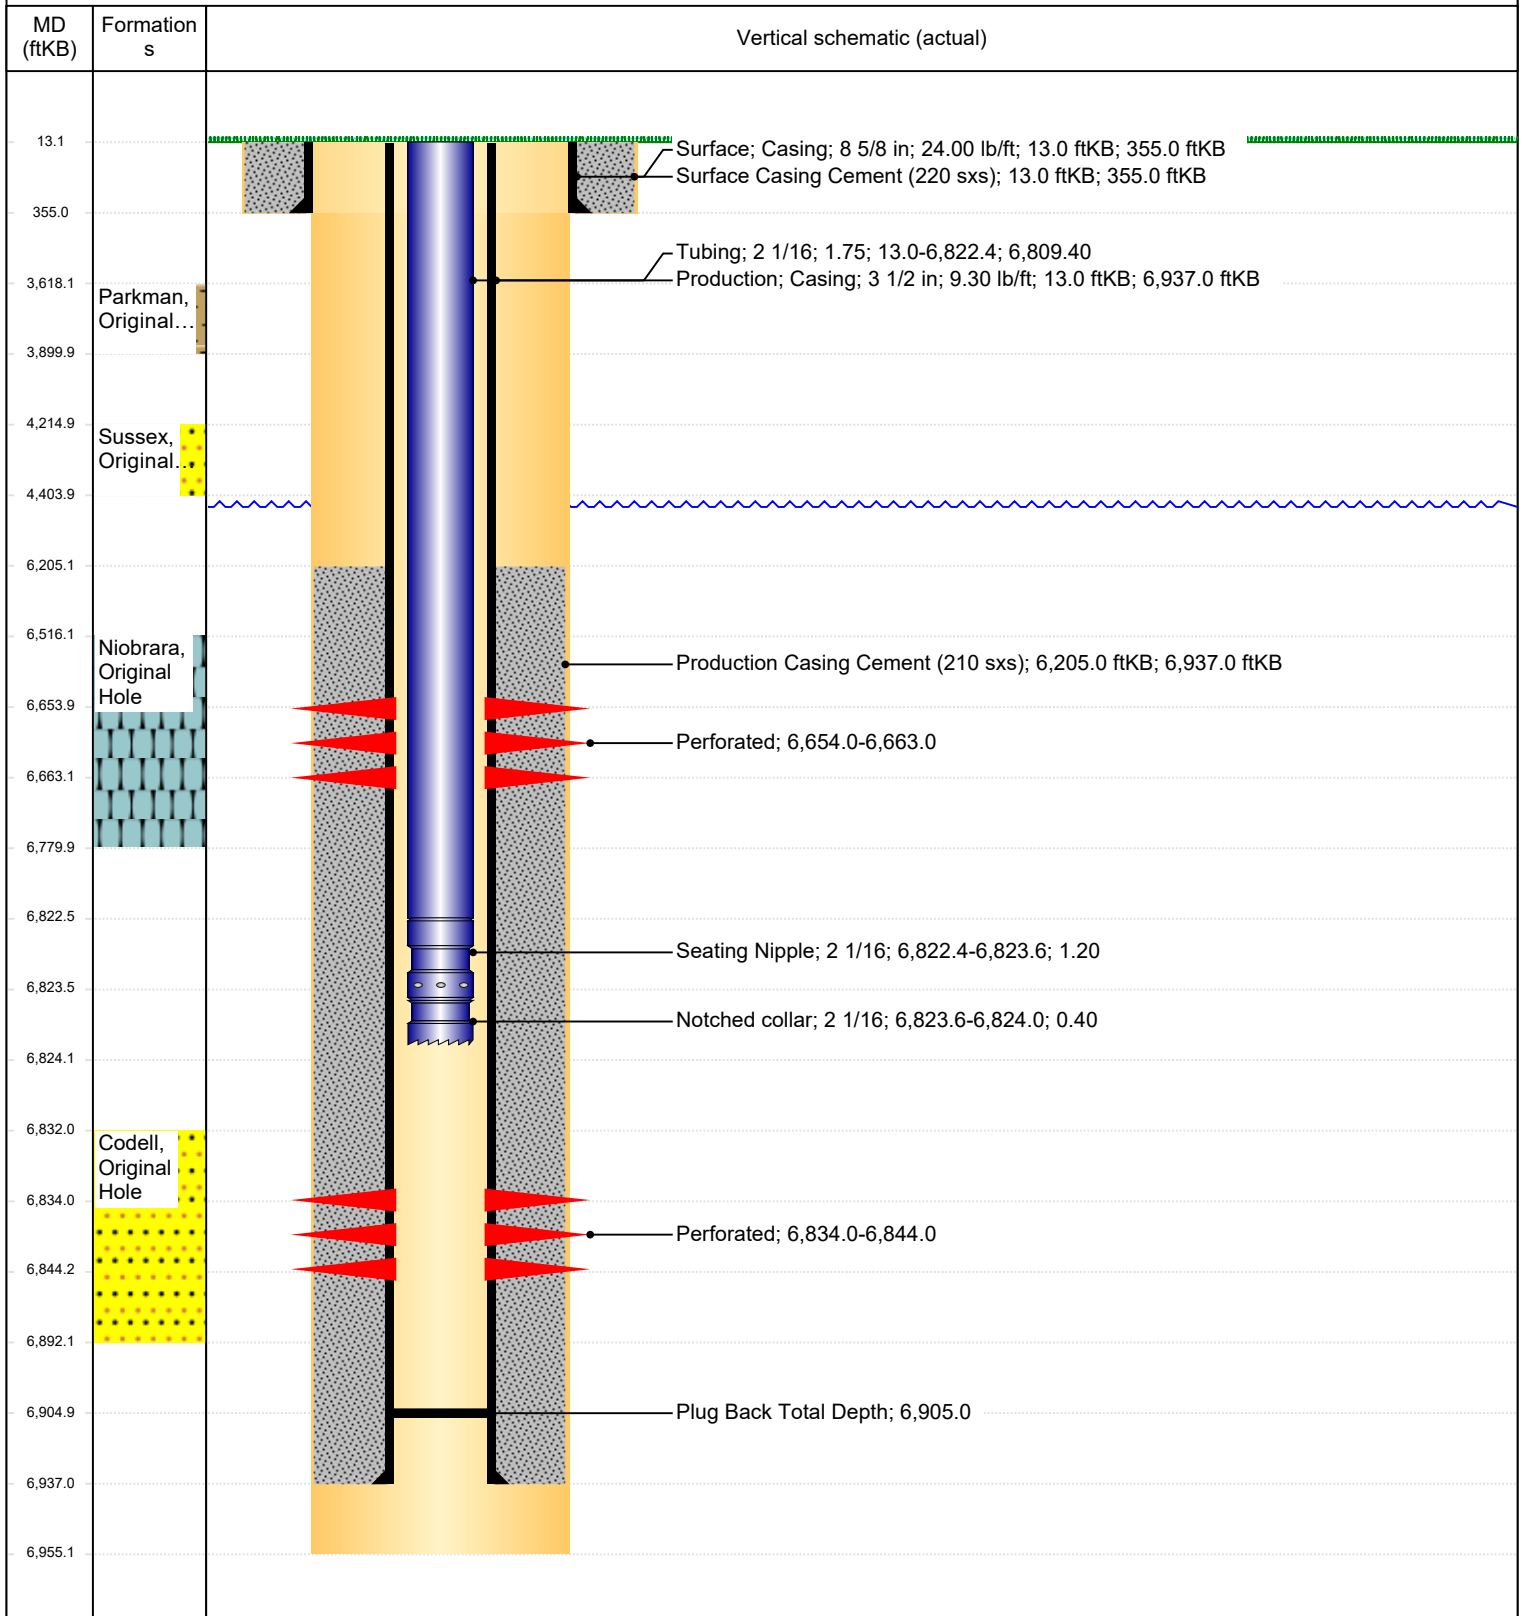 MD
(ftKB)
Formation
s
Vertical schematic (actual)
13.1
Surface; Casing; 8 5/8 in; 24.00 lb/ft; 13.0 ftKB; 355.0 ftKB
Surface Casing Cement (220 sxs); 13.0 ftKB; 355.0 ftKB
355.0
Tubing; 2 1/16; 1.75; 13.0-6,822.4; 6,809.40
Production; Casing; 3 1/2 in; 9.30 lb/ft; 13.0 ftKB; 6,937.0 ftKB
3,618.1
Parkman,
Original...
3,899.9
4,214.9
Sussex,
Original...
4,403.9
6,205.1
6,516.1
Niobrara,
Original
Hole
Production Casing Cement (210 sxs); 6,205.0 ftKB; 6,937.0 ftKB
6,653.9
Perforated; 6,654.0-6,663.0
6,663.1
6,779.9
6,822.5
Seating Nipple; 2 1/16; 6,822.4-6,823.6; 1.20
6,823.5
Notched collar; 2 1/16; 6,823.6-6,824.0; 0.40
6,824.1
6,832.0
Codell,
Original
Hole
6,834.0
Perforated; 6,834.0-6,844.0
6,844.2
6,892.1
6,904.9
Plug Back Total Depth; 6,905.0
6,937.0
6,955.1